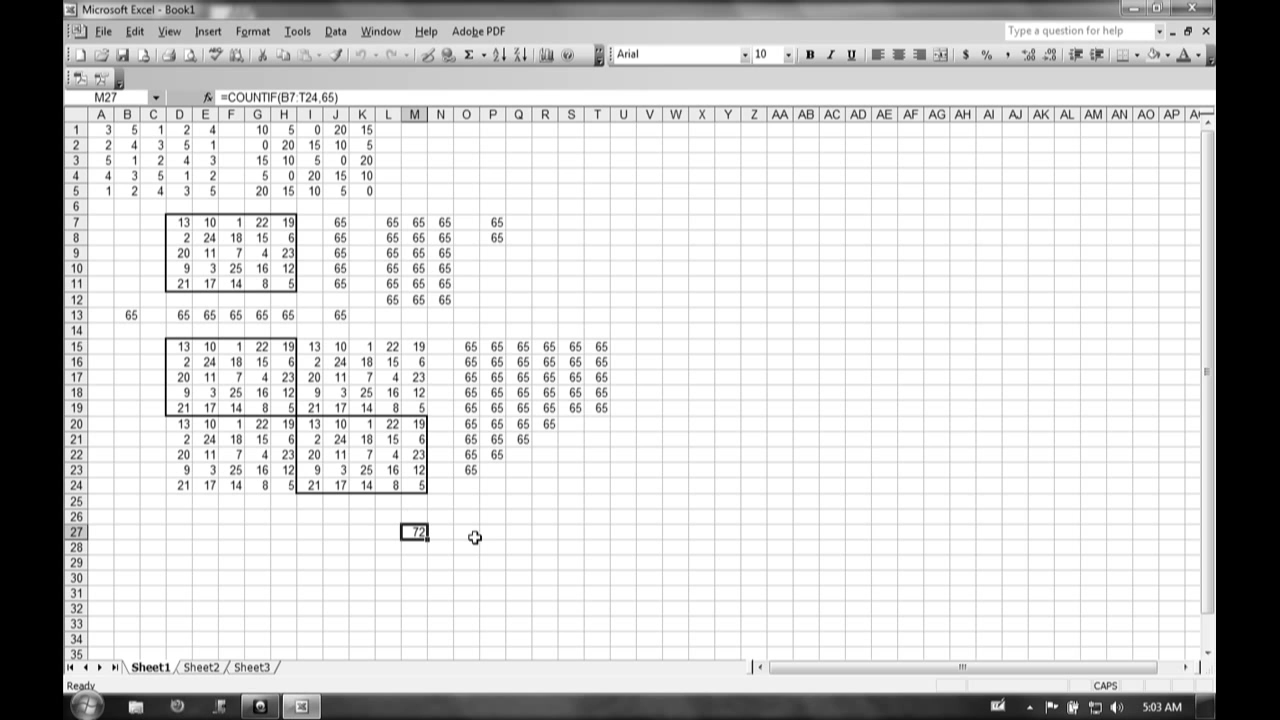 Microsoft Excel - Book1
File Edit View Insert Format Tools Data Window Help Adobe PDF Type a question for help
Arial 10 B I U $ % ,
M27 fx =COUNTIF(B7:T24,65)
A B C D E F G H I J K L M N O P Q R S T U V W X Y Z AA AB AC AD AE AF AG AH AI AJ AK AL AM AN AO AP
1 3 5 1 2 4 10 5 0 20 15
2 2 4 3 5 1 0 20 15 10 5
3 5 1 2 4 3 15 10 5 0 20
4 4 3 5 1 2 5 0 20 15 10
5 1 2 4 3 5 20 15 10 5 0
6
7 13 10 1 22 19 65 65 65 65 65
8 2 24 18 15 6 65 65 65 65 65
9 20 11 7 4 23 65 65 65 65
10 9 3 25 16 12 65 65 65 65
11 21 17 14 8 5 65 65 65 65
12 65 65 65
13 65 65 65 65 65 65 65
14
15 13 10 1 22 19 13 10 1 22 19 65 65 65 65 65 65
16 2 24 18 15 6 2 24 18 15 6 65 65 65 65 65 65
17 20 11 7 4 23 20 11 7 4 23 65 65 65 65 65 65
18 9 3 25 16 12 9 3 25 16 12 65 65 65 65 65 65
19 21 17 14 8 5 21 17 14 8 5 65 65 65 65 65 65
20 13 10 1 22 19 13 10 1 22 19 65 65 65 65
21 2 24 18 15 6 2 24 18 15 6 65 65 65
22 20 11 7 4 23 20 11 7 4 23 65 65
23 9 3 25 16 12 9 3 25 16 12 65
24 21 17 14 8 5 21 17 14 8 5
25
26
27 72
28
29
30
31
32
33
34
35
Sheet1 Sheet2 Sheet3
Ready CAPS
5:03 AM